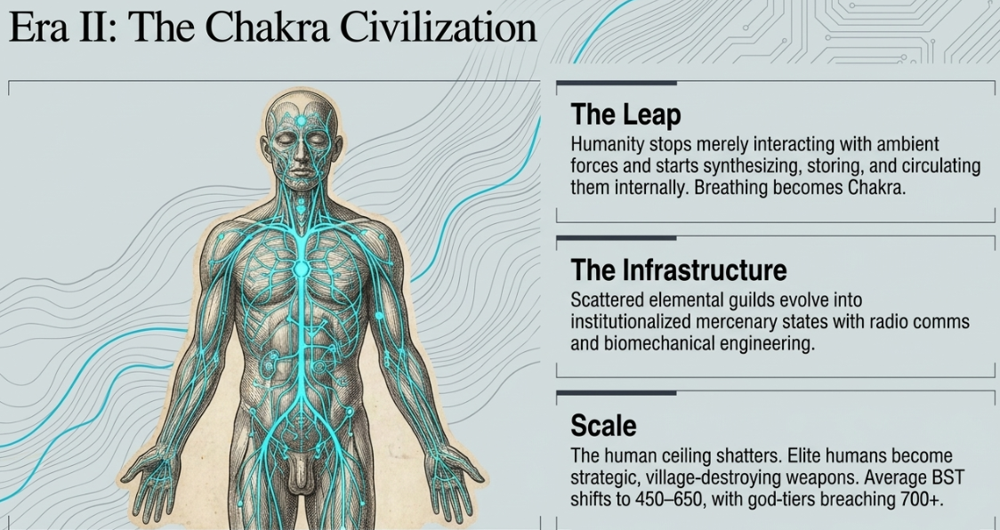 Era II: The Chakra Civilization
The Leap
Humanity stops merely interacting with ambient
forces and starts synthesizing, storing, and circulating
them internally. Breathing becomes Chakra.
The Infrastructure
Scattered elemental guilds evolve into
institutionalized mercenary states with radio comms
and biomechanical engineering.
Scale
The human ceiling shatters. Elite humans become
strategic, village-destroying weapons. Average BST
shifts to 450–650, with god-tiers breaching 700+.